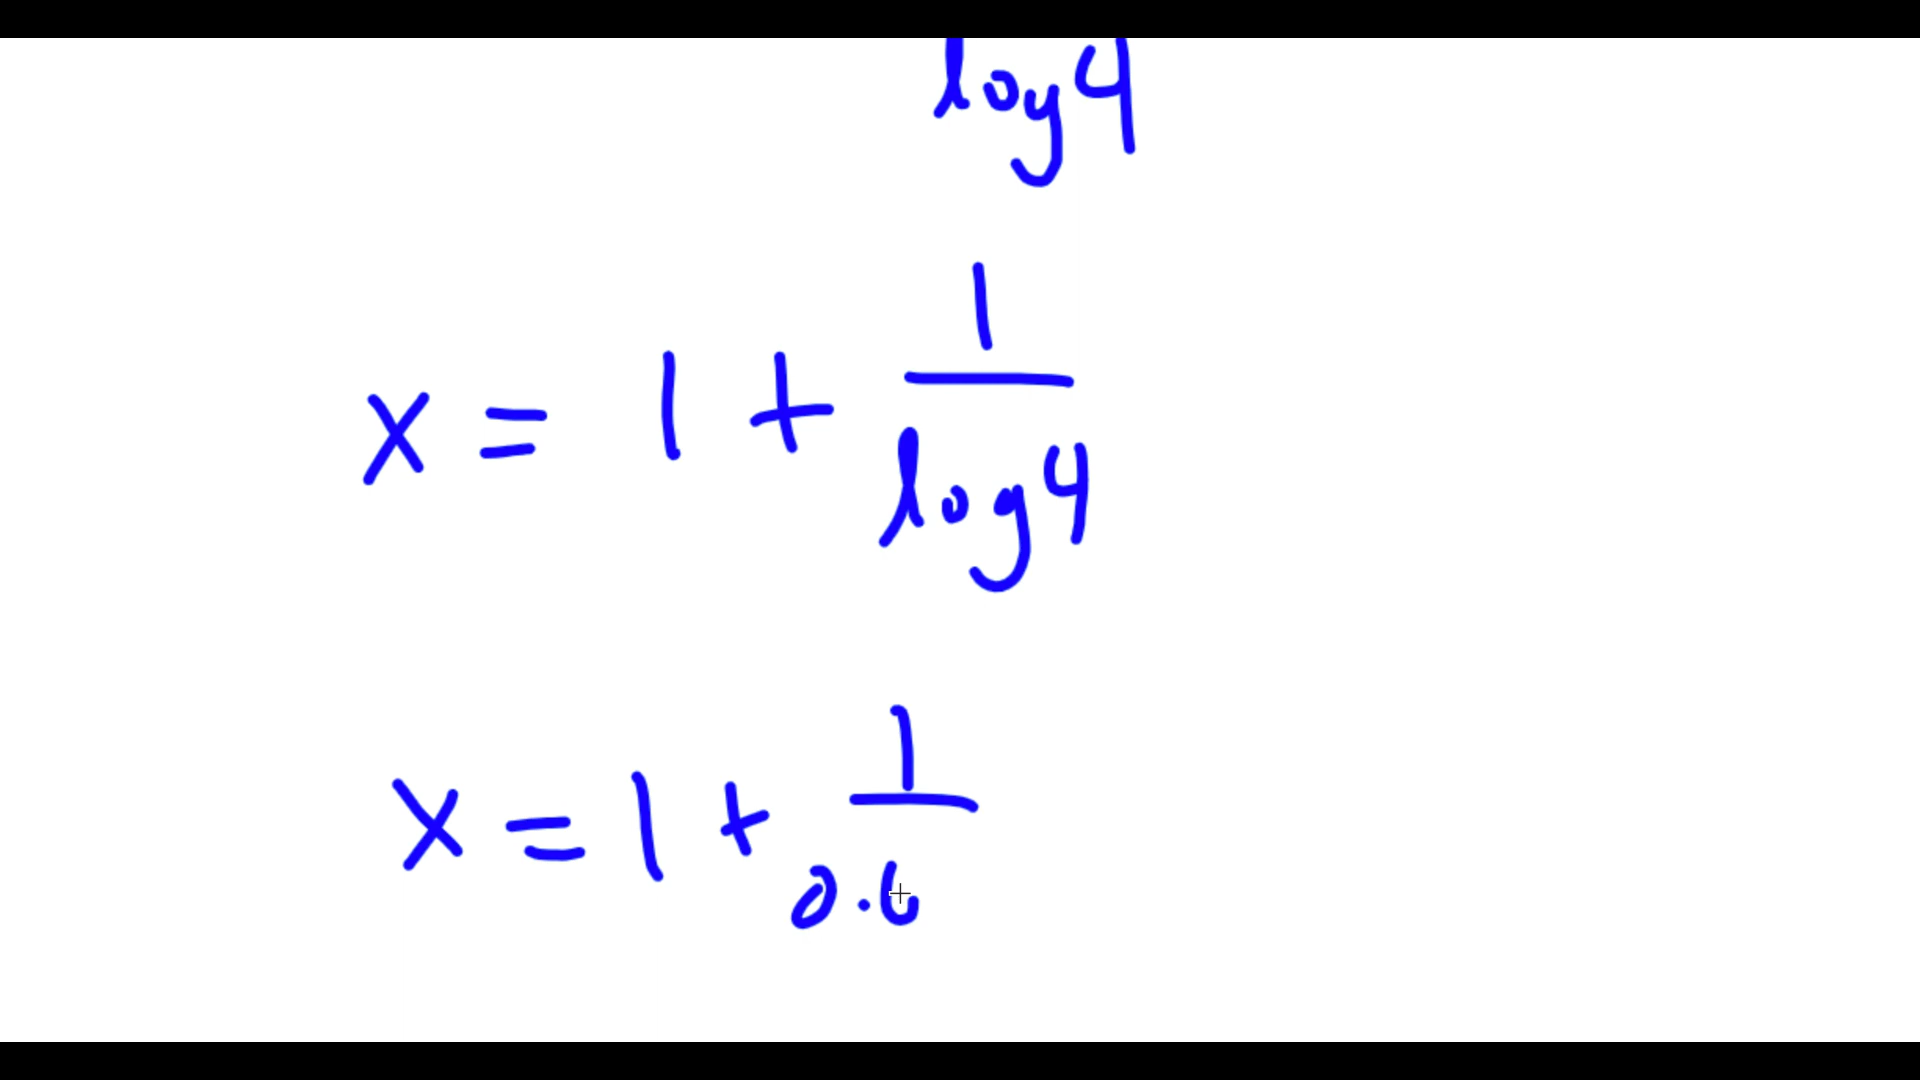 log4
x = 1 + 1/log4
x = 1 + 1/0.6